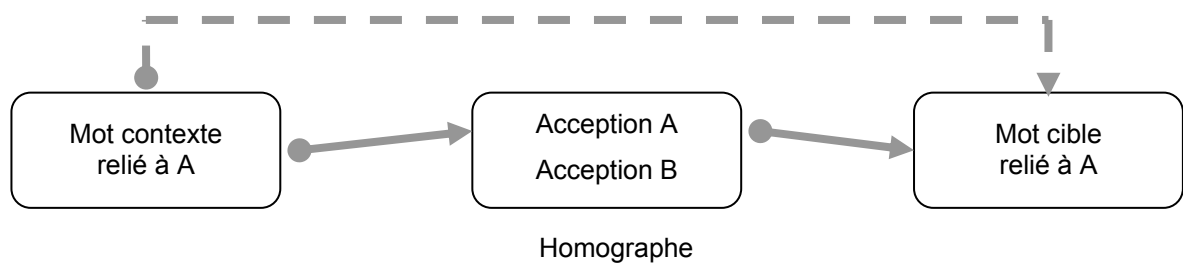 Mot contexte
relié à A
Acception A
Acception B
Mot cible
relié à A
Homographe